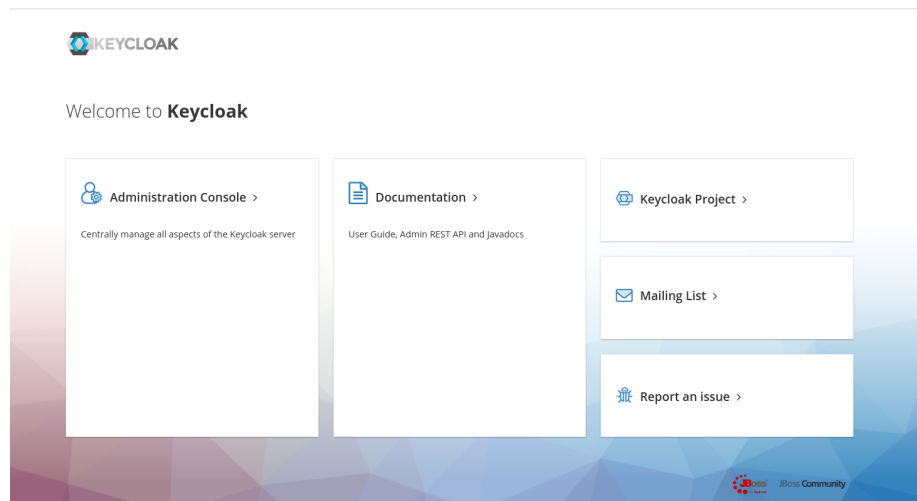 KEYCLOAK
Welcome to Keycloak
Administration Console
Centrally manage all aspects of the Keycloak server
Documentation
User Guide, Admin REST API and Javadocs
Keycloak Project
Mailing List
Report an issue
JBoss
JBoss Community